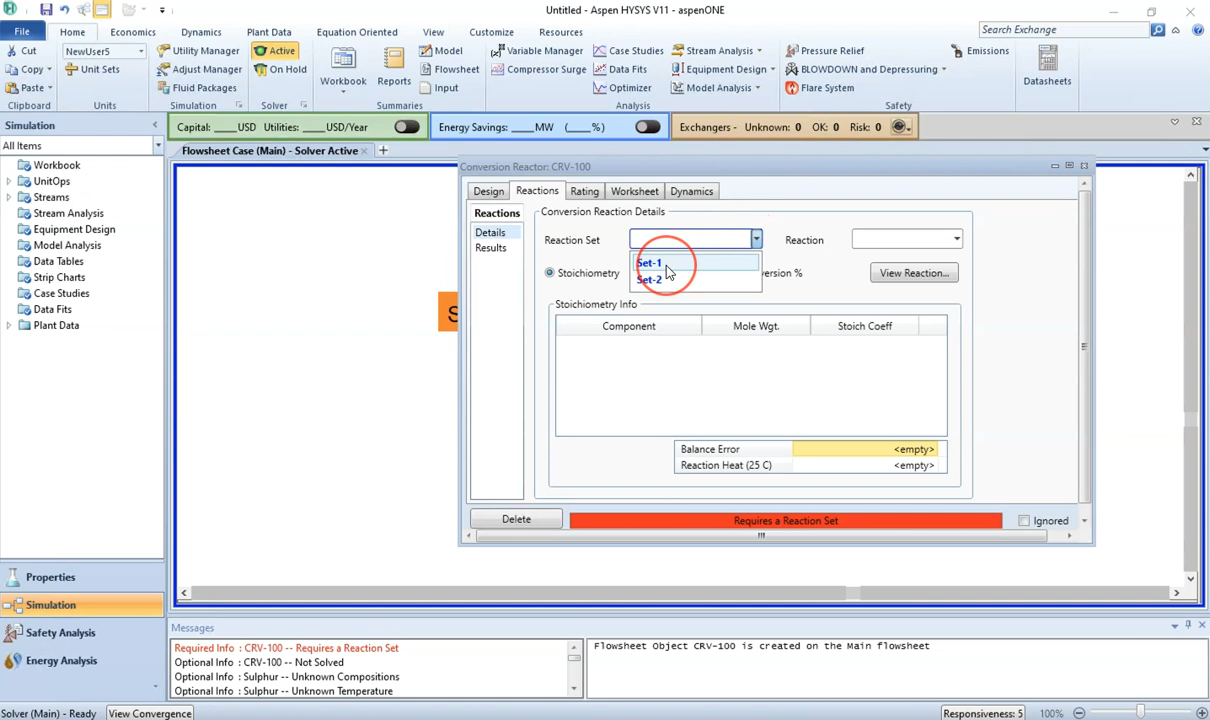 Untitled - Aspen HYSYS V11 - aspenONE
File Home Economics Dynamics Plant Data Equation Oriented View Customize Resources Search Exchange
Cut NewUser5 Utility Manager Active Model Variable Manager Case Studies Stream Analysis Pressure Relief Emissions
Copy Unit Sets Adjust Manager On Hold Workbook Reports Flowsheet Compressor Surge Data Fits Equipment Design BLOWDOWN and Depressuring Datasheets
Paste Fluid Packages Input Optimizer Model Analysis Flare System
Clipboard Units Simulation Solver Summaries Analysis Safety
Simulation Capital: ____USD Utilities: ____USD/Year Energy Savings: ____MW (____%) Exchangers - Unknown: 0 OK: 0 Risk: 0
All Items Flowsheet Case (Main) - Solver Active
Workbook
UnitOps
Streams
Stream Analysis
Equipment Design
Model Analysis
Data Tables
Strip Charts
Case Studies
Data Fits
Plant Data
S
Conversion Reactor: CRV-100
Design Reactions Rating Worksheet Dynamics
Reactions
Details
Results
Conversion Reaction Details
Reaction Set Reaction
Set-1
Set-2
Stoichiometry version % View Reaction...
Stoichiometry Info
Component Mole Wgt. Stoich Coeff
Balance Error <empty>
Reaction Heat (25 C) <empty>
Delete Requires a Reaction Set Ignored
Properties
Simulation
Safety Analysis
Energy Analysis
Messages
Required Info : CRV-100 -- Requires a Reaction Set
Optional Info : CRV-100 -- Not Solved
Optional Info : Sulphur -- Unknown Compositions
Optional Info : Sulphur -- Unknown Temperature
Flowsheet Object CRV-100 is created on the Main flowsheet
Solver (Main) - Ready View Convergence Responsiveness: 5 100%